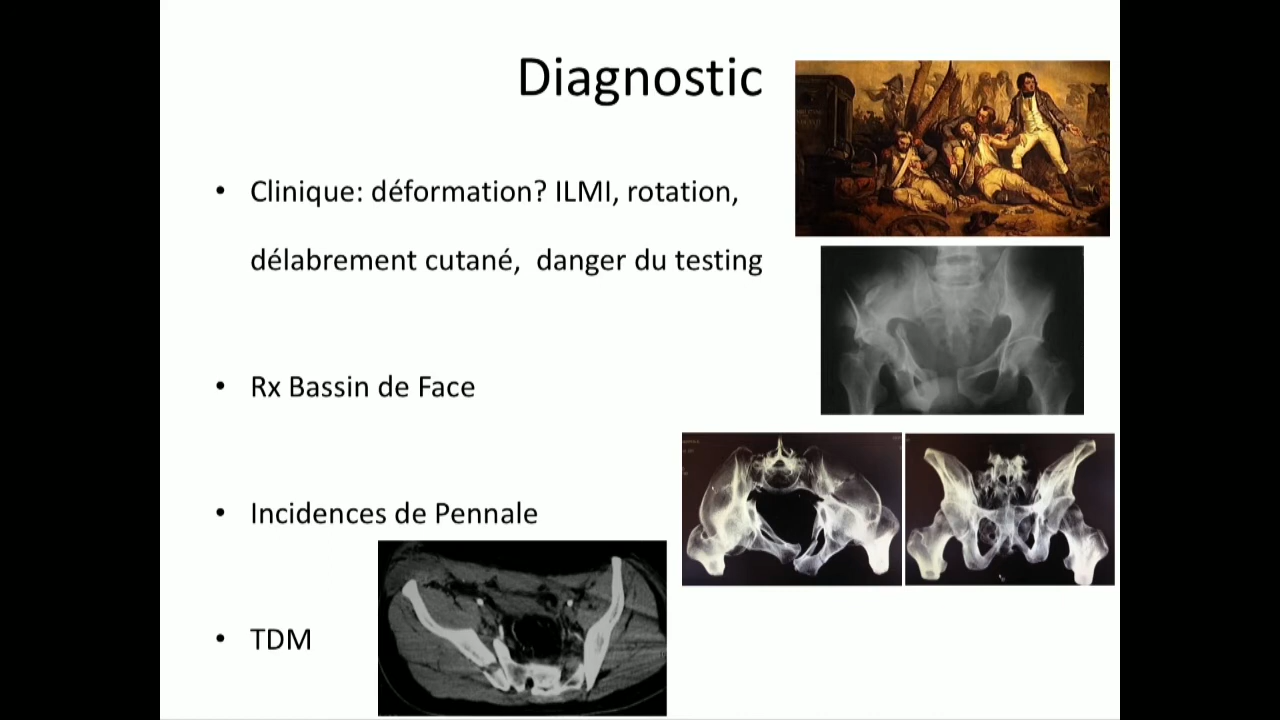 Diagnostic
• Clinique: déformation? ILMI, rotation,
délabrement cutané, danger du testing
• Rx Bassin de Face
• Incidences de Pennale
• TDM